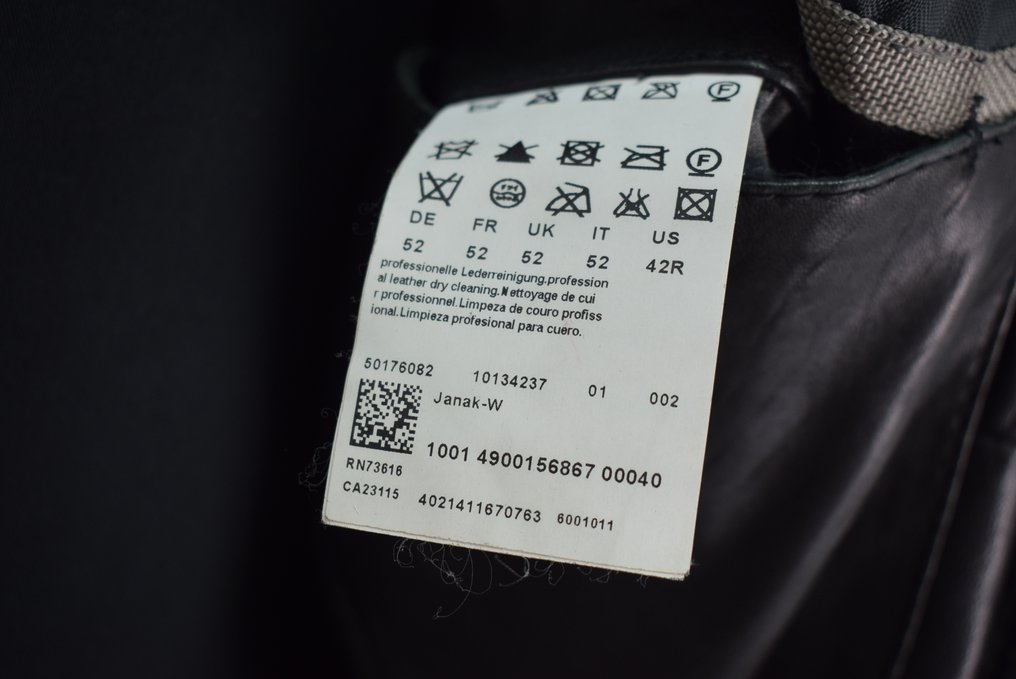 F
F
DE FR UK IT US
52 52 52 52 42R
professionelle Lederreinigung.profession
al leather dry cleaning.Nettoyage de cui
r professionnel.Limpeza de couro profiss
ional.Limpieza profesional para cuero.
50176082 10134237 01 002
Janak-W
1001 4900156867 00040
RN73616
CA23115 4021411670763 6001011